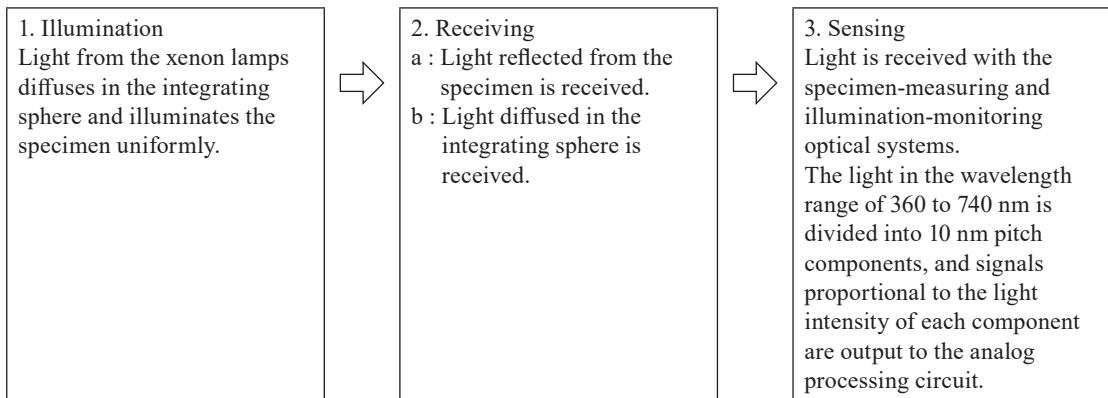 1. Illumination
Light from the xenon lamps
diffuses in the integrating
sphere and illuminates the
specimen uniformly.
2. Receiving
a : Light reflected from the
specimen is received.
b : Light diffused in the
integrating sphere is
received.
3. Sensing
Light is received with the
specimen-measuring and
illumination-monitoring
optical systems.
The light in the wavelength
range of 360 to 740 nm is
divided into 10 nm pitch
components, and signals
proportional to the light
intensity of each component
are output to the analog
processing circuit.